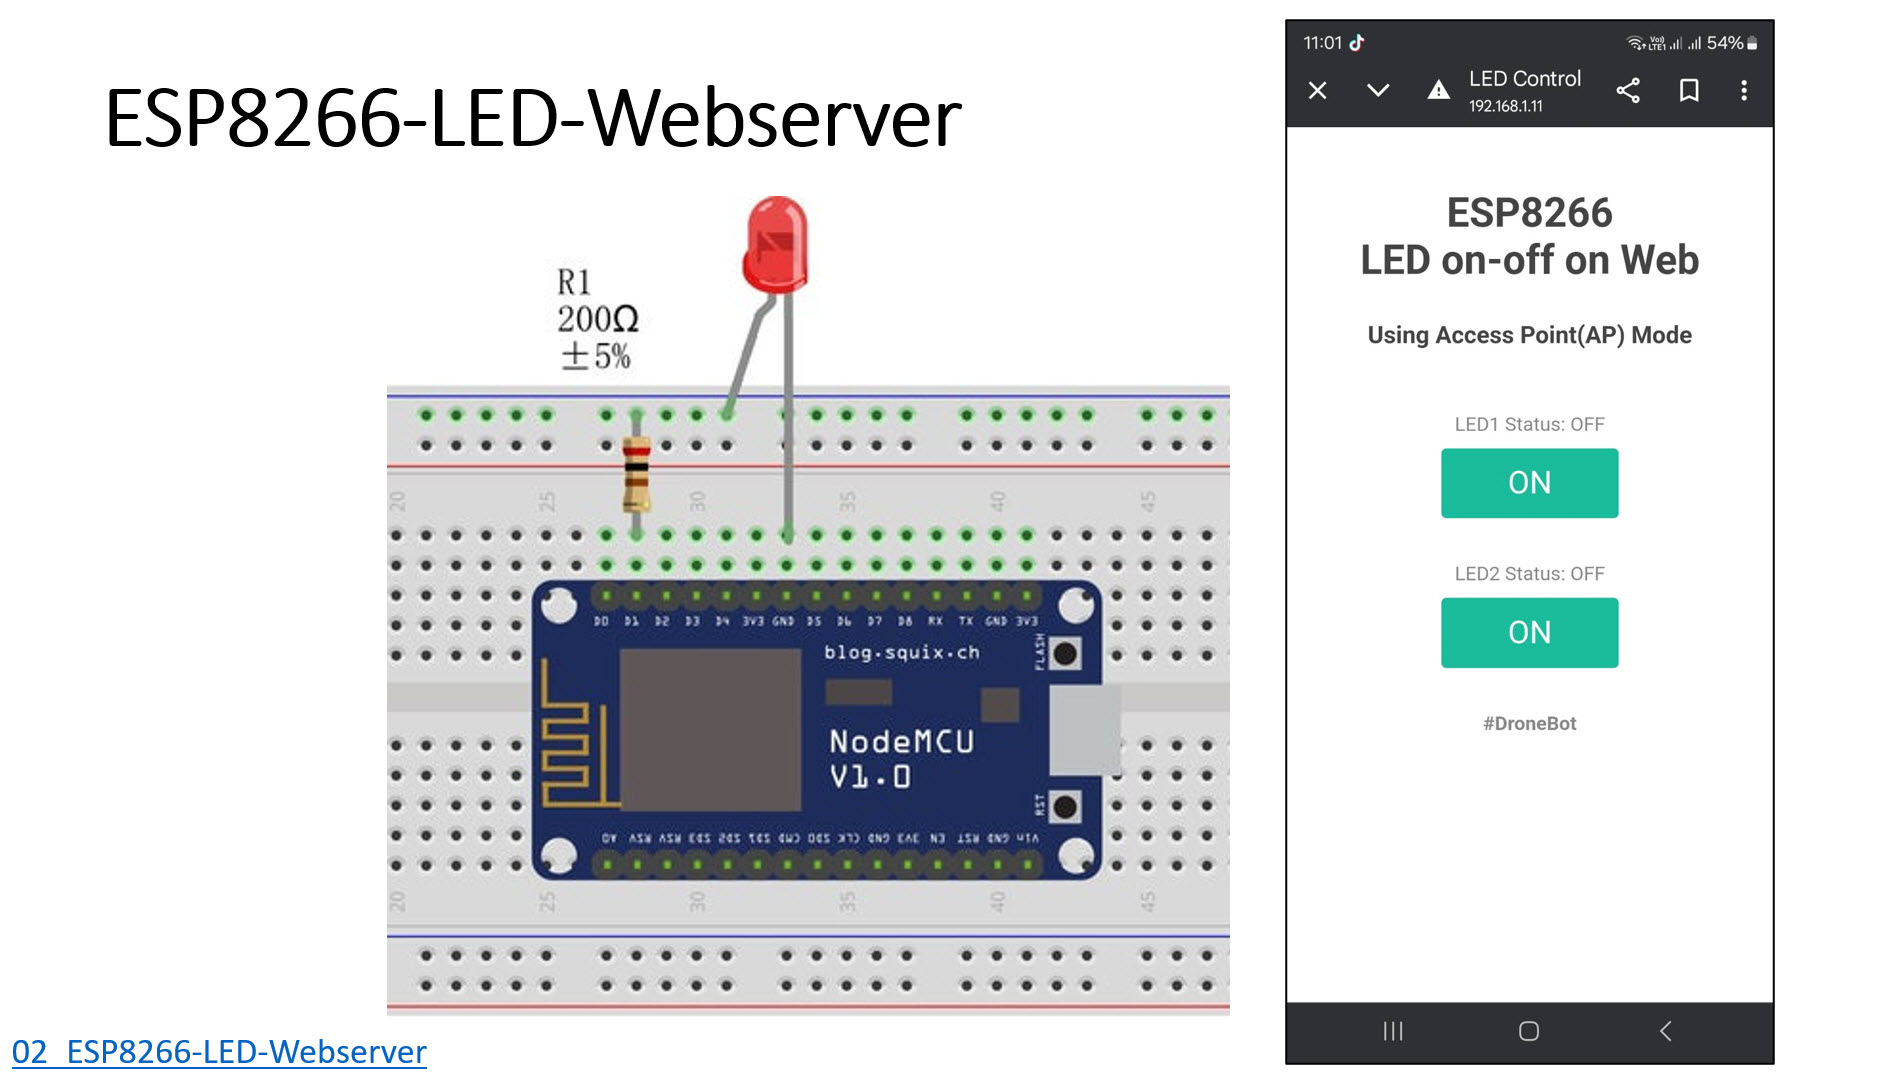 ESP8266-LED-Webserver
R1
200Ω
±5%
20 25 30 35 40 45
D0 D1 D2 D3 D4 3V3 GND D5 D6 D7 D8 RX TX GND 3V3
blog.squix.ch
FLASH
NodeMCU
V1.0
RST
A0 RSV RSV SD3 SD2 SD1 CMD SD0 CLK GND 3V3 EN RST GND Vin
20 25 30 35 40 45
02_ESP8266-LED-Webserver
11:01
Vo) LTE1 54%
LED Control
192.168.1.11
ESP8266
LED on-off on Web
Using Access Point(AP) Mode
LED1 Status: OFF
ON
LED2 Status: OFF
ON
#DroneBot